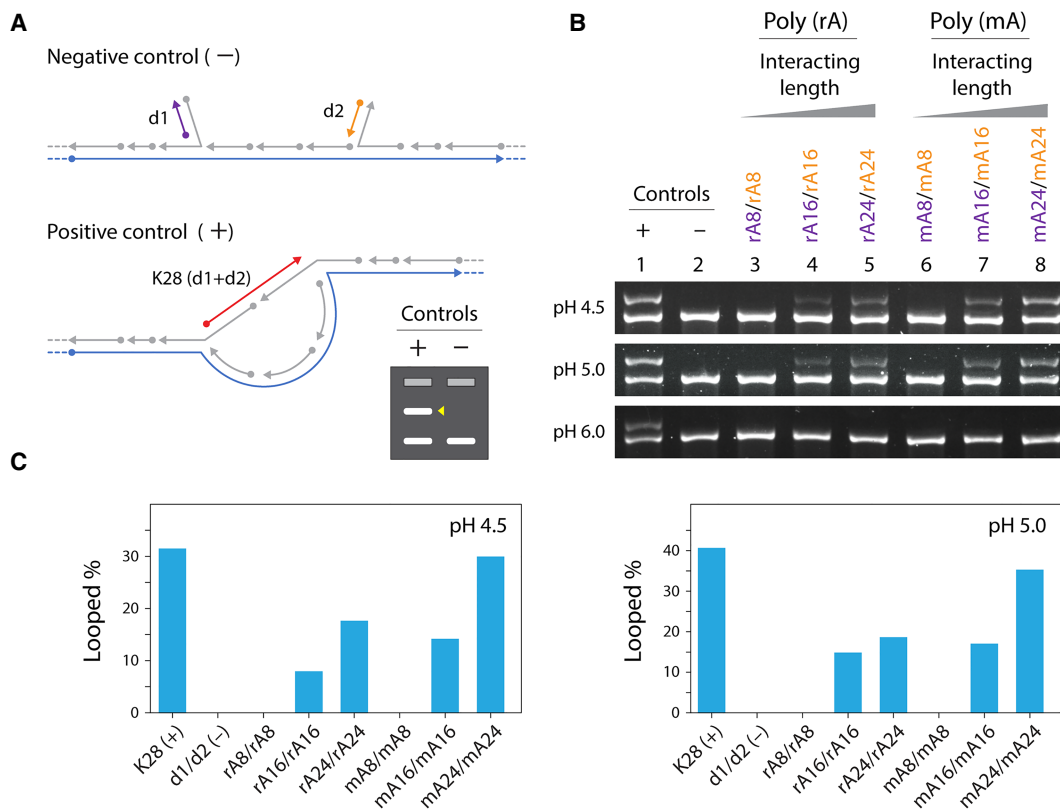 A
Negative control (−)
d1
d2
Positive control (+)
K28 (d1+d2)
Controls
+ −
B
Poly (rA) Poly (mA)
Interacting length Interacting length
Controls
+ − rA8/rA8 rA16/rA16 rA24/rA24 mA8/mA8 mA16/mA16 mA24/mA24
1 2 3 4 5 6 7 8
pH 4.5
pH 5.0
pH 6.0
C
pH 4.5
Looped %
30
20
10
0
K28 (+) d1/d2 (−) rA8/rA8 rA16/rA16 rA24/rA24 mA8/mA8 mA16/mA16 mA24/mA24
pH 5.0
Looped %
40
30
20
10
0
K28 (+) d1/d2 (−) rA8/rA8 rA16/rA16 rA24/rA24 mA8/mA8 mA16/mA16 mA24/mA24